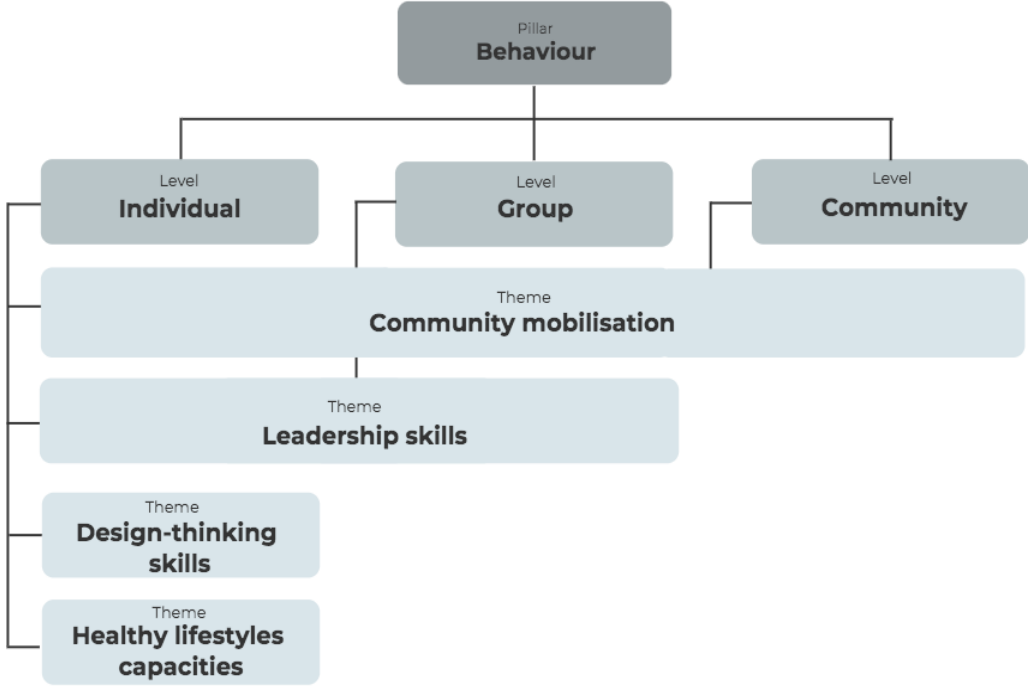 Pillar
Behaviour
Level
Individual
Level
Group
Level
Community
Theme
Community mobilisation
Theme
Leadership skills
Theme
Design-thinking
skills
Theme
Healthy lifestyles
capacities